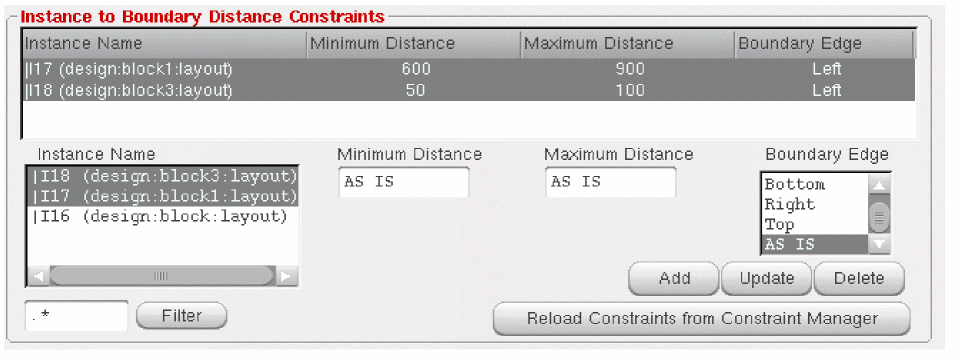 Instance to Boundary Distance Constraints
Instance Name Minimum Distance Maximum Distance Boundary Edge
|I17 (design:block1:layout) 600 900 Left
|I18 (design:block3:layout) 50 100 Left
Instance Name Minimum Distance Maximum Distance Boundary Edge
|I18 (design:block3:layout)
|I17 (design:block1:layout)
|I16 (design:block:layout)
AS IS
AS IS
Bottom
Right
Top
AS IS
Add Update Delete
.* Filter
Reload Constraints from Constraint Manager